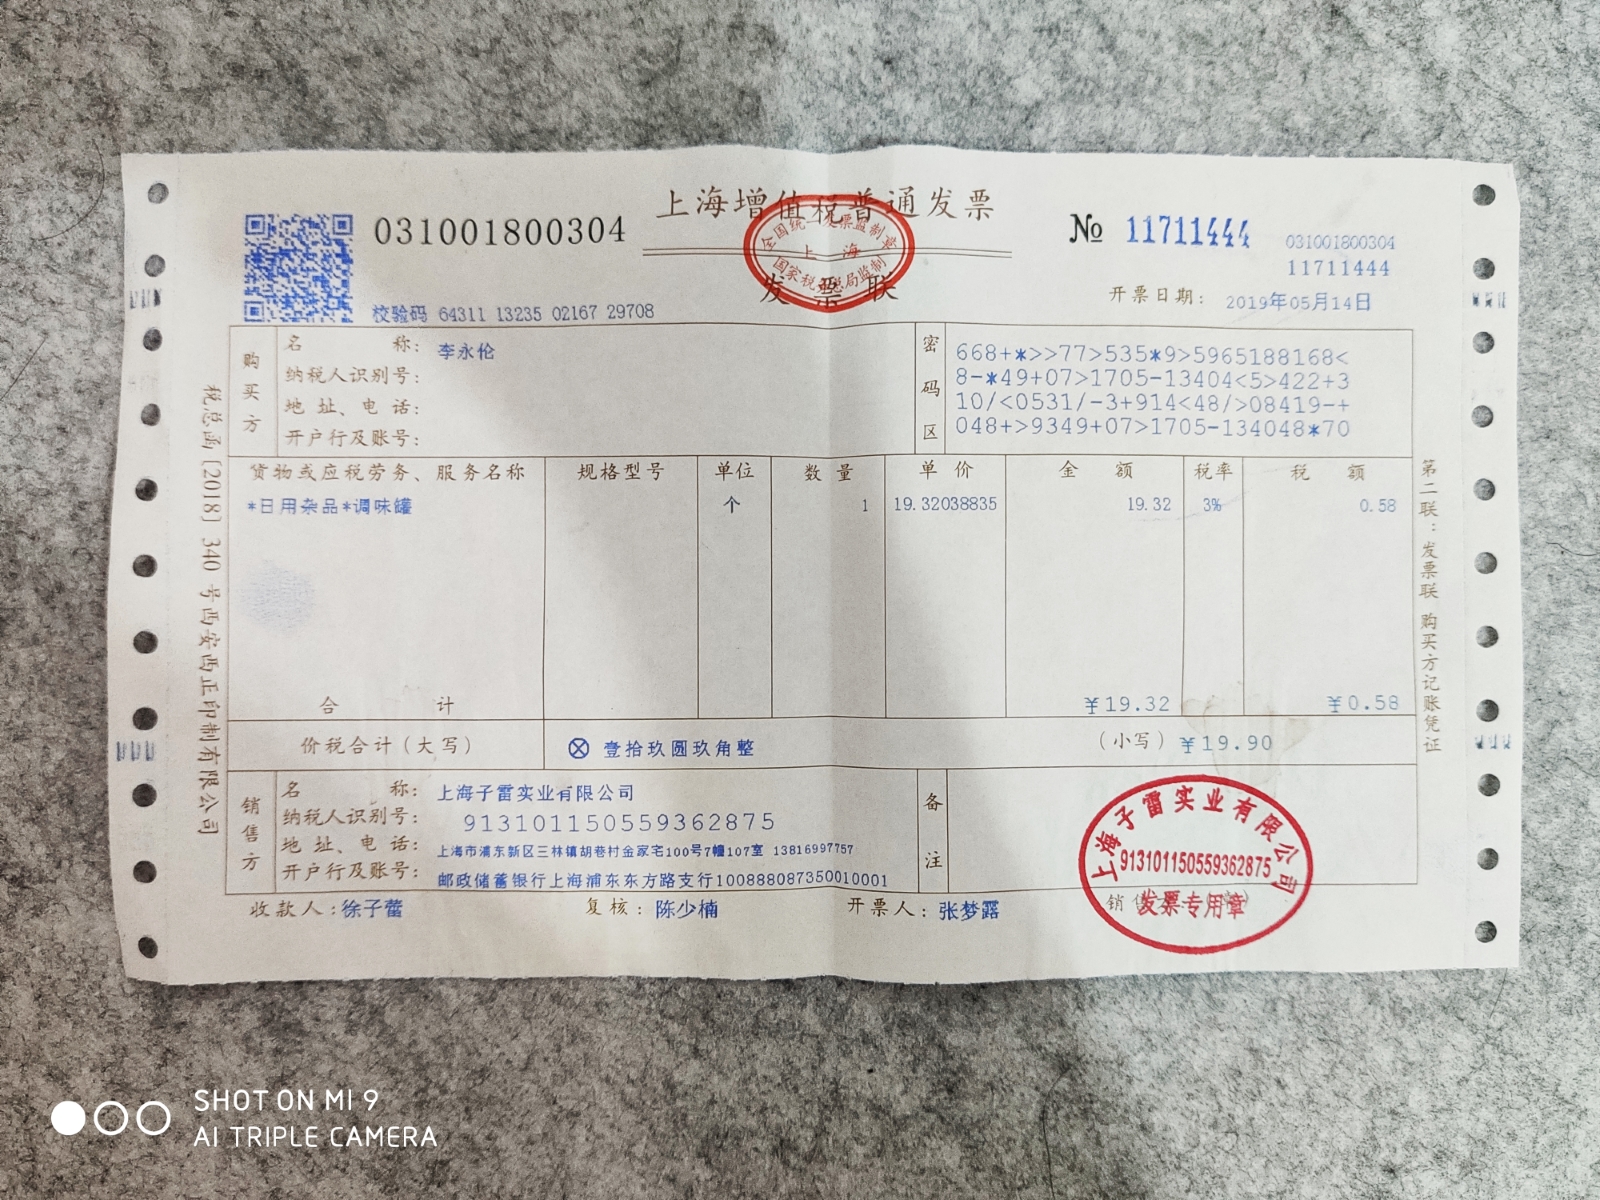 上海增值税普通发票
发票联
全国统一发票监制章
上海
国家税务总局监制
031001800304
№ 11711444
031001800304
11711444
校验码 64311 13235 02167 29708
开票日期: 2019年05月14日
购买方
名称: 李永伦
纳税人识别号:
地址、电话:
开户行及账号:
密码区
668+*>>77>535*9>5965188168<
8-*49+07>1705-13404<5>422+3
10/<0531/-3+914<48/>08419-+
048+>9349+07>1705-134048*70
货物或应税劳务、服务名称 规格型号 单位 数量 单价 金额 税率 税额
*日用杂品*调味罐 个 1 19.32038835 19.32 3% 0.58
合计 ¥19.32 ¥0.58
价税合计(大写) ⊗ 壹拾玖圆玖角整 (小写) ¥19.90
销售方
名称: 上海子雷实业有限公司
纳税人识别号: 913101150559362875
地址、电话: 上海市浦东新区三林镇胡巷村金家宅100号7幢107室 13816997757
开户行及账号: 邮政储蓄银行上海浦东东方路支行100888087350010001
备注
收款人: 徐子蕾 复核: 陈少楠 开票人: 张梦露 销
上海子雷实业有限公司
913101150559362875
发票专用章
税总函〔2018〕340号西安西正印制有限公司
第二联:发票联 购买方记账凭证
SHOT ON MI 9
AI TRIPLE CAMERA